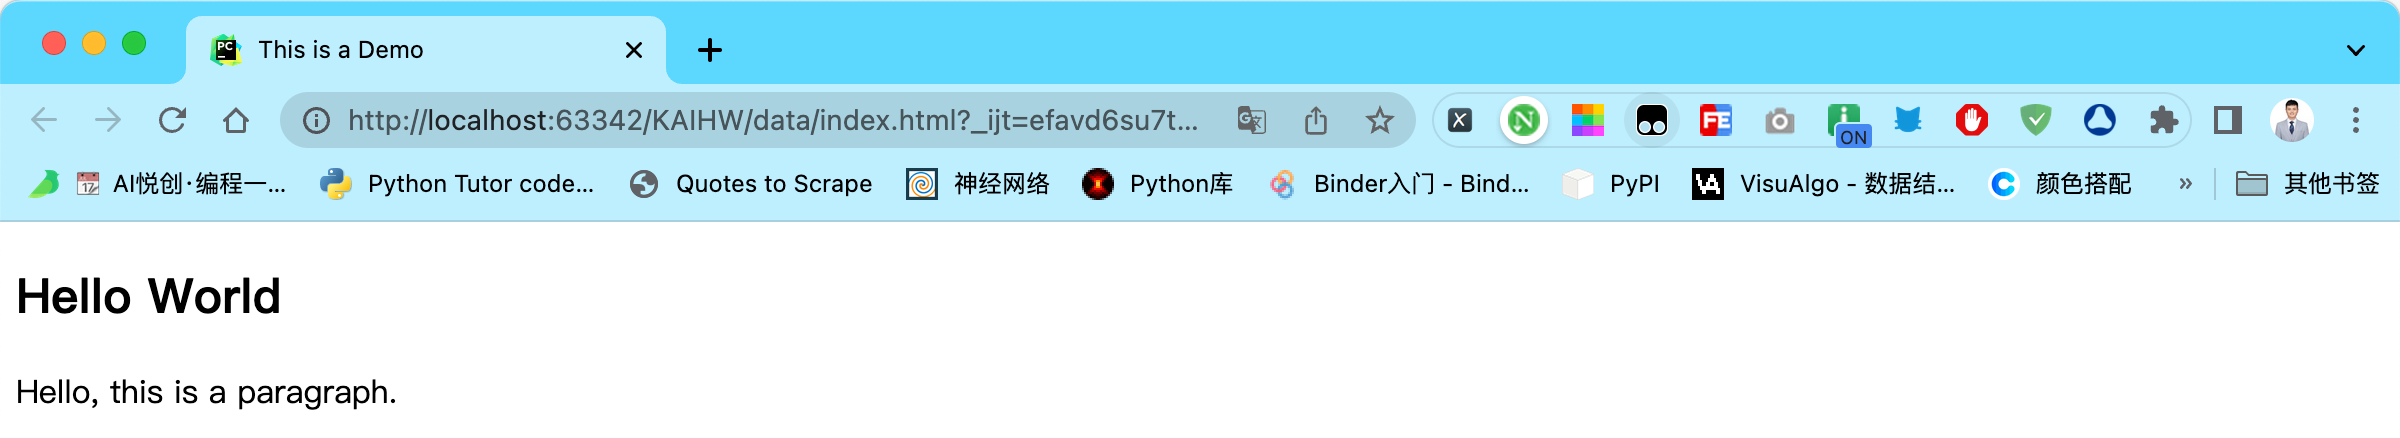 PC This is a Demo
http://localhost:63342/KAIHW/data/index.html?_ijt=efavd6su7t... X N FE ON
17 AI悦创·编程一... Python Tutor code... Quotes to Scrape 神经网络 Python库 Binder入门 - Bind... PyPI VisuAlgo - 数据结... 颜色搭配 » 其他书签
Hello World
Hello, this is a paragraph.